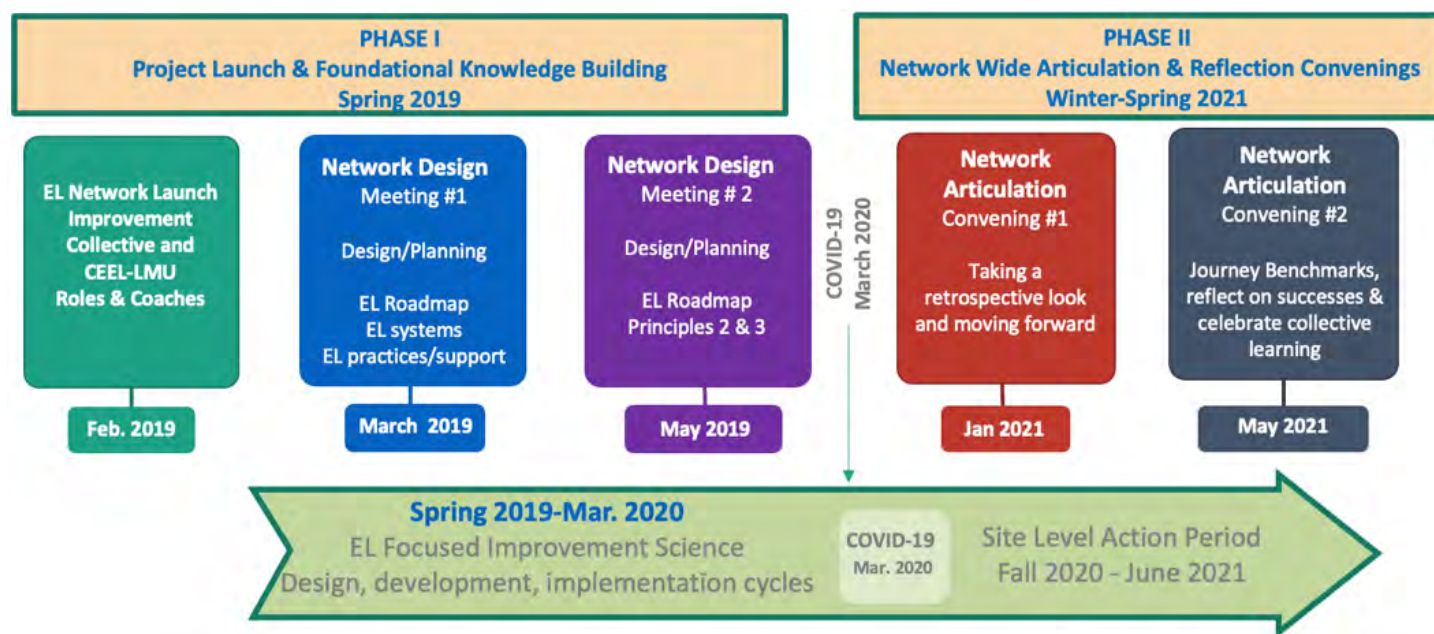 PHASE I
Project Launch & Foundational Knowledge Building
Spring 2019
PHASE II
Network Wide Articulation & Reflection Convenings
Winter-Spring 2021
EL Network Launch
Improvement
Collective and
CEEL-LMU
Roles & Coaches
Feb. 2019
Network Design
Meeting #1
Design/Planning
EL Roadmap
EL systems
EL practices/support
March 2019
Network Design
Meeting # 2
Design/Planning
EL Roadmap
Principles 2 & 3
May 2019
COVID-19
March 2020
Network
Articulation
Convening #1
Taking a
retrospective look
and moving forward
Jan 2021
Network
Articulation
Convening #2
Journey Benchmarks,
reflect on successes &
celebrate collective
learning
May 2021
Spring 2019-Mar. 2020
EL Focused Improvement Science
Design, development, implementation cycles
COVID-19
Mar. 2020
Site Level Action Period
Fall 2020 - June 2021